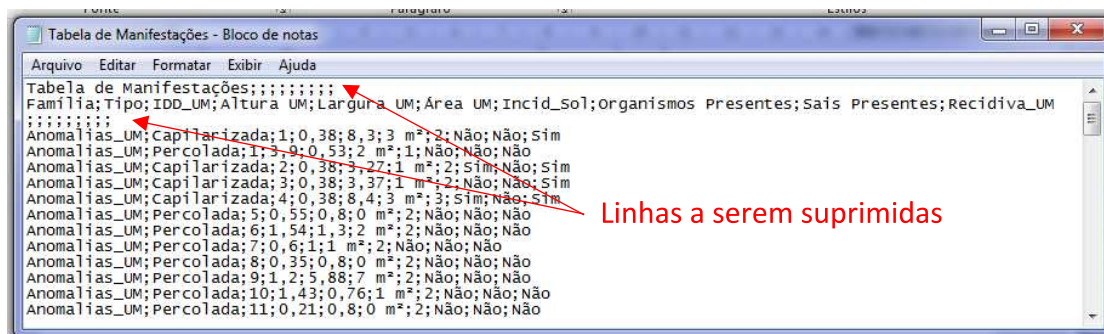 Tabela de Manifestações - Bloco de notas
Arquivo Editar Formatar Exibir Ajuda
Tabela de Manifestações;;;;;;;;;
Família;Tipo;IDD_UM;Altura UM;Largura UM;Área UM;Incid_Sol;Organismos Presentes;Sais Presentes;Recidiva_UM
;;;;;;;;;
Anomalias_UM;Capilarizada;1;0,38;8,3;3 m²;2;Não;Não;Sim
Anomalias_UM;Percolada;1;3,9;0,53;2 m²;1;Não;Não;Não
Anomalias_UM;Capilarizada;2;0,38;3,27;1 m²;2;Sim;Não;Sim
Anomalias_UM;Capilarizada;3;0,38;3,37;1 m²;2;Não;Não;Sim
Anomalias_UM;Capilarizada;4;0,38;8,4;3 m²;3;Sim;Não;Sim
Anomalias_UM;Percolada;5;0,55;0,8;0 m²;2;Não;Não;Não
Anomalias_UM;Percolada;6;1,54;1,3;2 m²;2;Não;Não;Não
Anomalias_UM;Percolada;7;0,6;1;1 m²;2;Não;Não;Não
Anomalias_UM;Percolada;8;0,35;0,8;0 m²;2;Não;Não;Não
Anomalias_UM;Percolada;9;1,2;5,88;7 m²;2;Não;Não;Não
Anomalias_UM;Percolada;10;1,43;0,76;1 m²;2;Não;Não;Não
Anomalias_UM;Percolada;11;0,21;0,8;0 m²;2;Não;Não;Não
Linhas a serem suprimidas